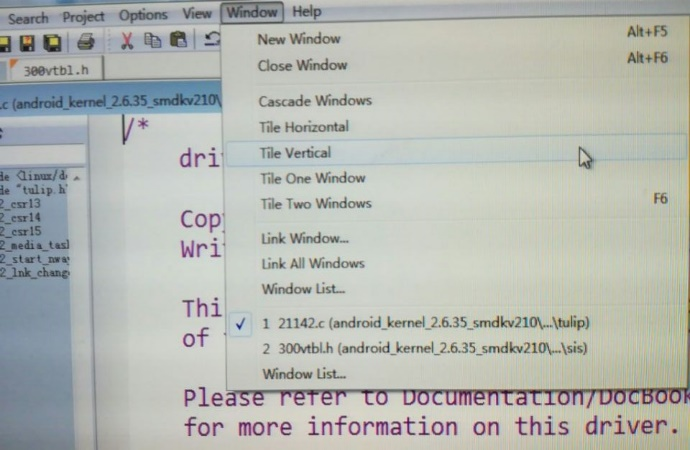 Search Project Options View Window Help
300vtbl.h
.c (android_kernel_2.6.35_smdkv210\
New Window Alt+F5
Close Window Alt+F6
Cascade Windows
Tile Horizontal
Tile Vertical
Tile One Window
Tile Two Windows F6
Link Window...
Link All Windows
Window List...
✓ 1 21142.c (android_kernel_2.6.35_smdkv210\...\tulip)
2 300vtbl.h (android_kernel_2.6.35_smdkv210\...\sis)
Window List...
de <linux/d
de "tulip.h
2_csr13
2_csr14
2_csr15
2_media_tas
2_start_nway
2_lnk_chang
/*
dri
Cop
Wri
Thi
of
Please refer to Documentation/DocBook
for more information on this driver.